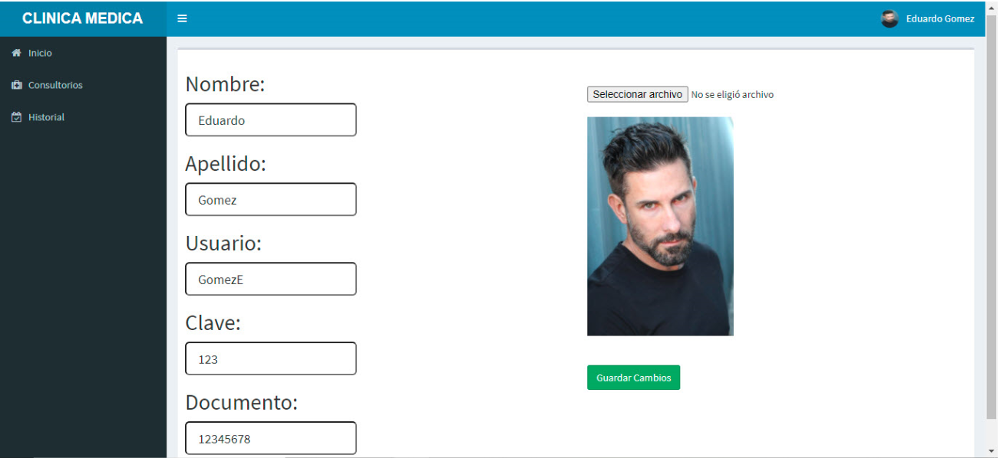 CLINICA MEDICA
Eduardo Gomez
Inicio
Consultorios
Historial
Nombre:
Eduardo
Apellido:
Gomez
Usuario:
GomezE
Clave:
123
Documento:
12345678
Seleccionar archivo No se eligió archivo
Guardar Cambios